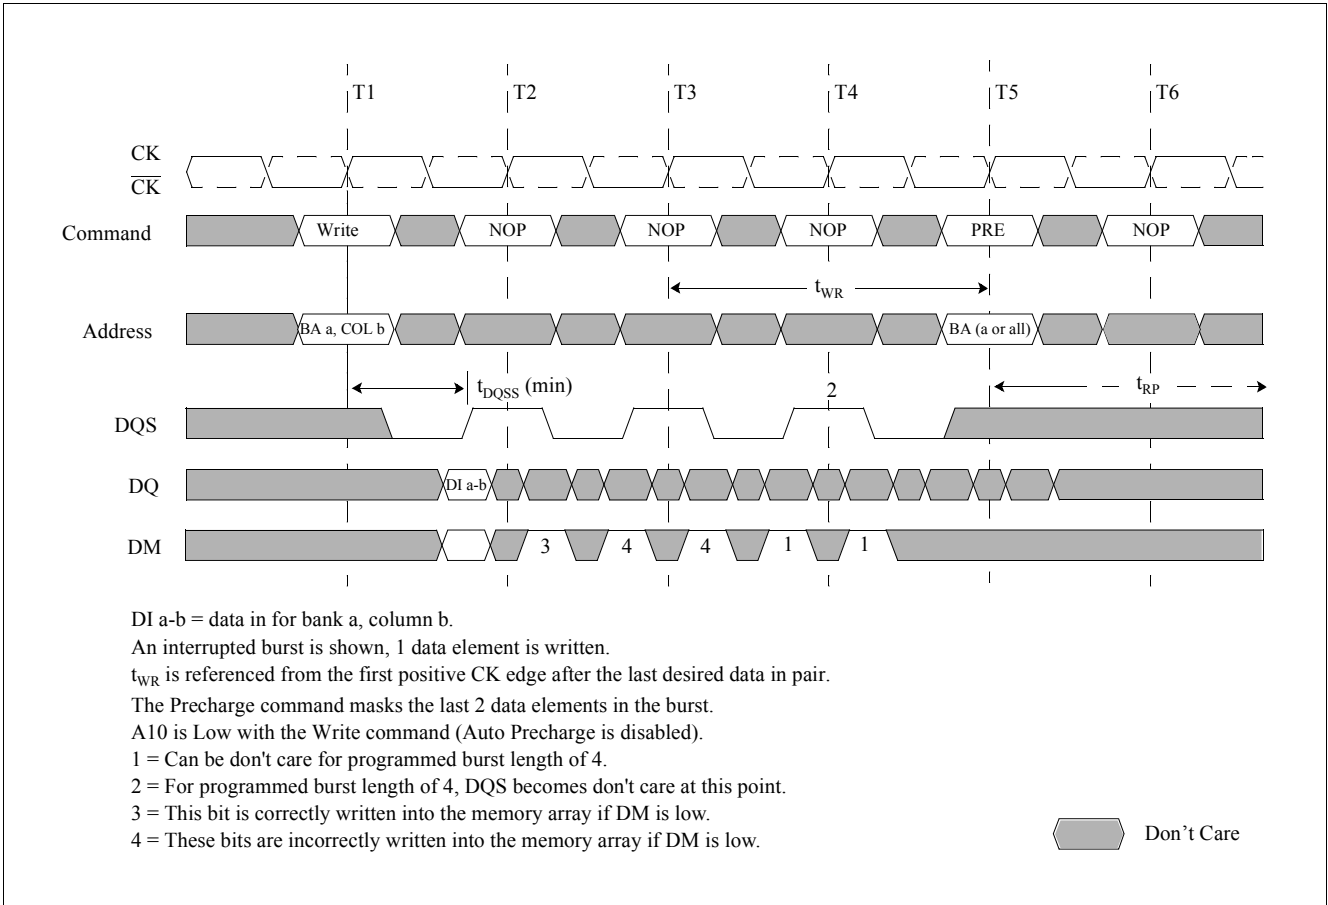 T1 T2 T3 T4 T5 T6
CK
CK
Command Write NOP NOP NOP PRE NOP
tWR
Address BA a, COL b BA (a or all)
tDQSS (min) 2 tRP
DQS
DQ DI a-b
DM 3 4 4 1 1
DI a-b = data in for bank a, column b.
An interrupted burst is shown, 1 data element is written.
tWR is referenced from the first positive CK edge after the last desired data in pair.
The Precharge command masks the last 2 data elements in the burst.
A10 is Low with the Write command (Auto Precharge is disabled).
1 = Can be don't care for programmed burst length of 4.
2 = For programmed burst length of 4, DQS becomes don't care at this point.
3 = This bit is correctly written into the memory array if DM is low.
4 = These bits are incorrectly written into the memory array if DM is low.
Don't Care